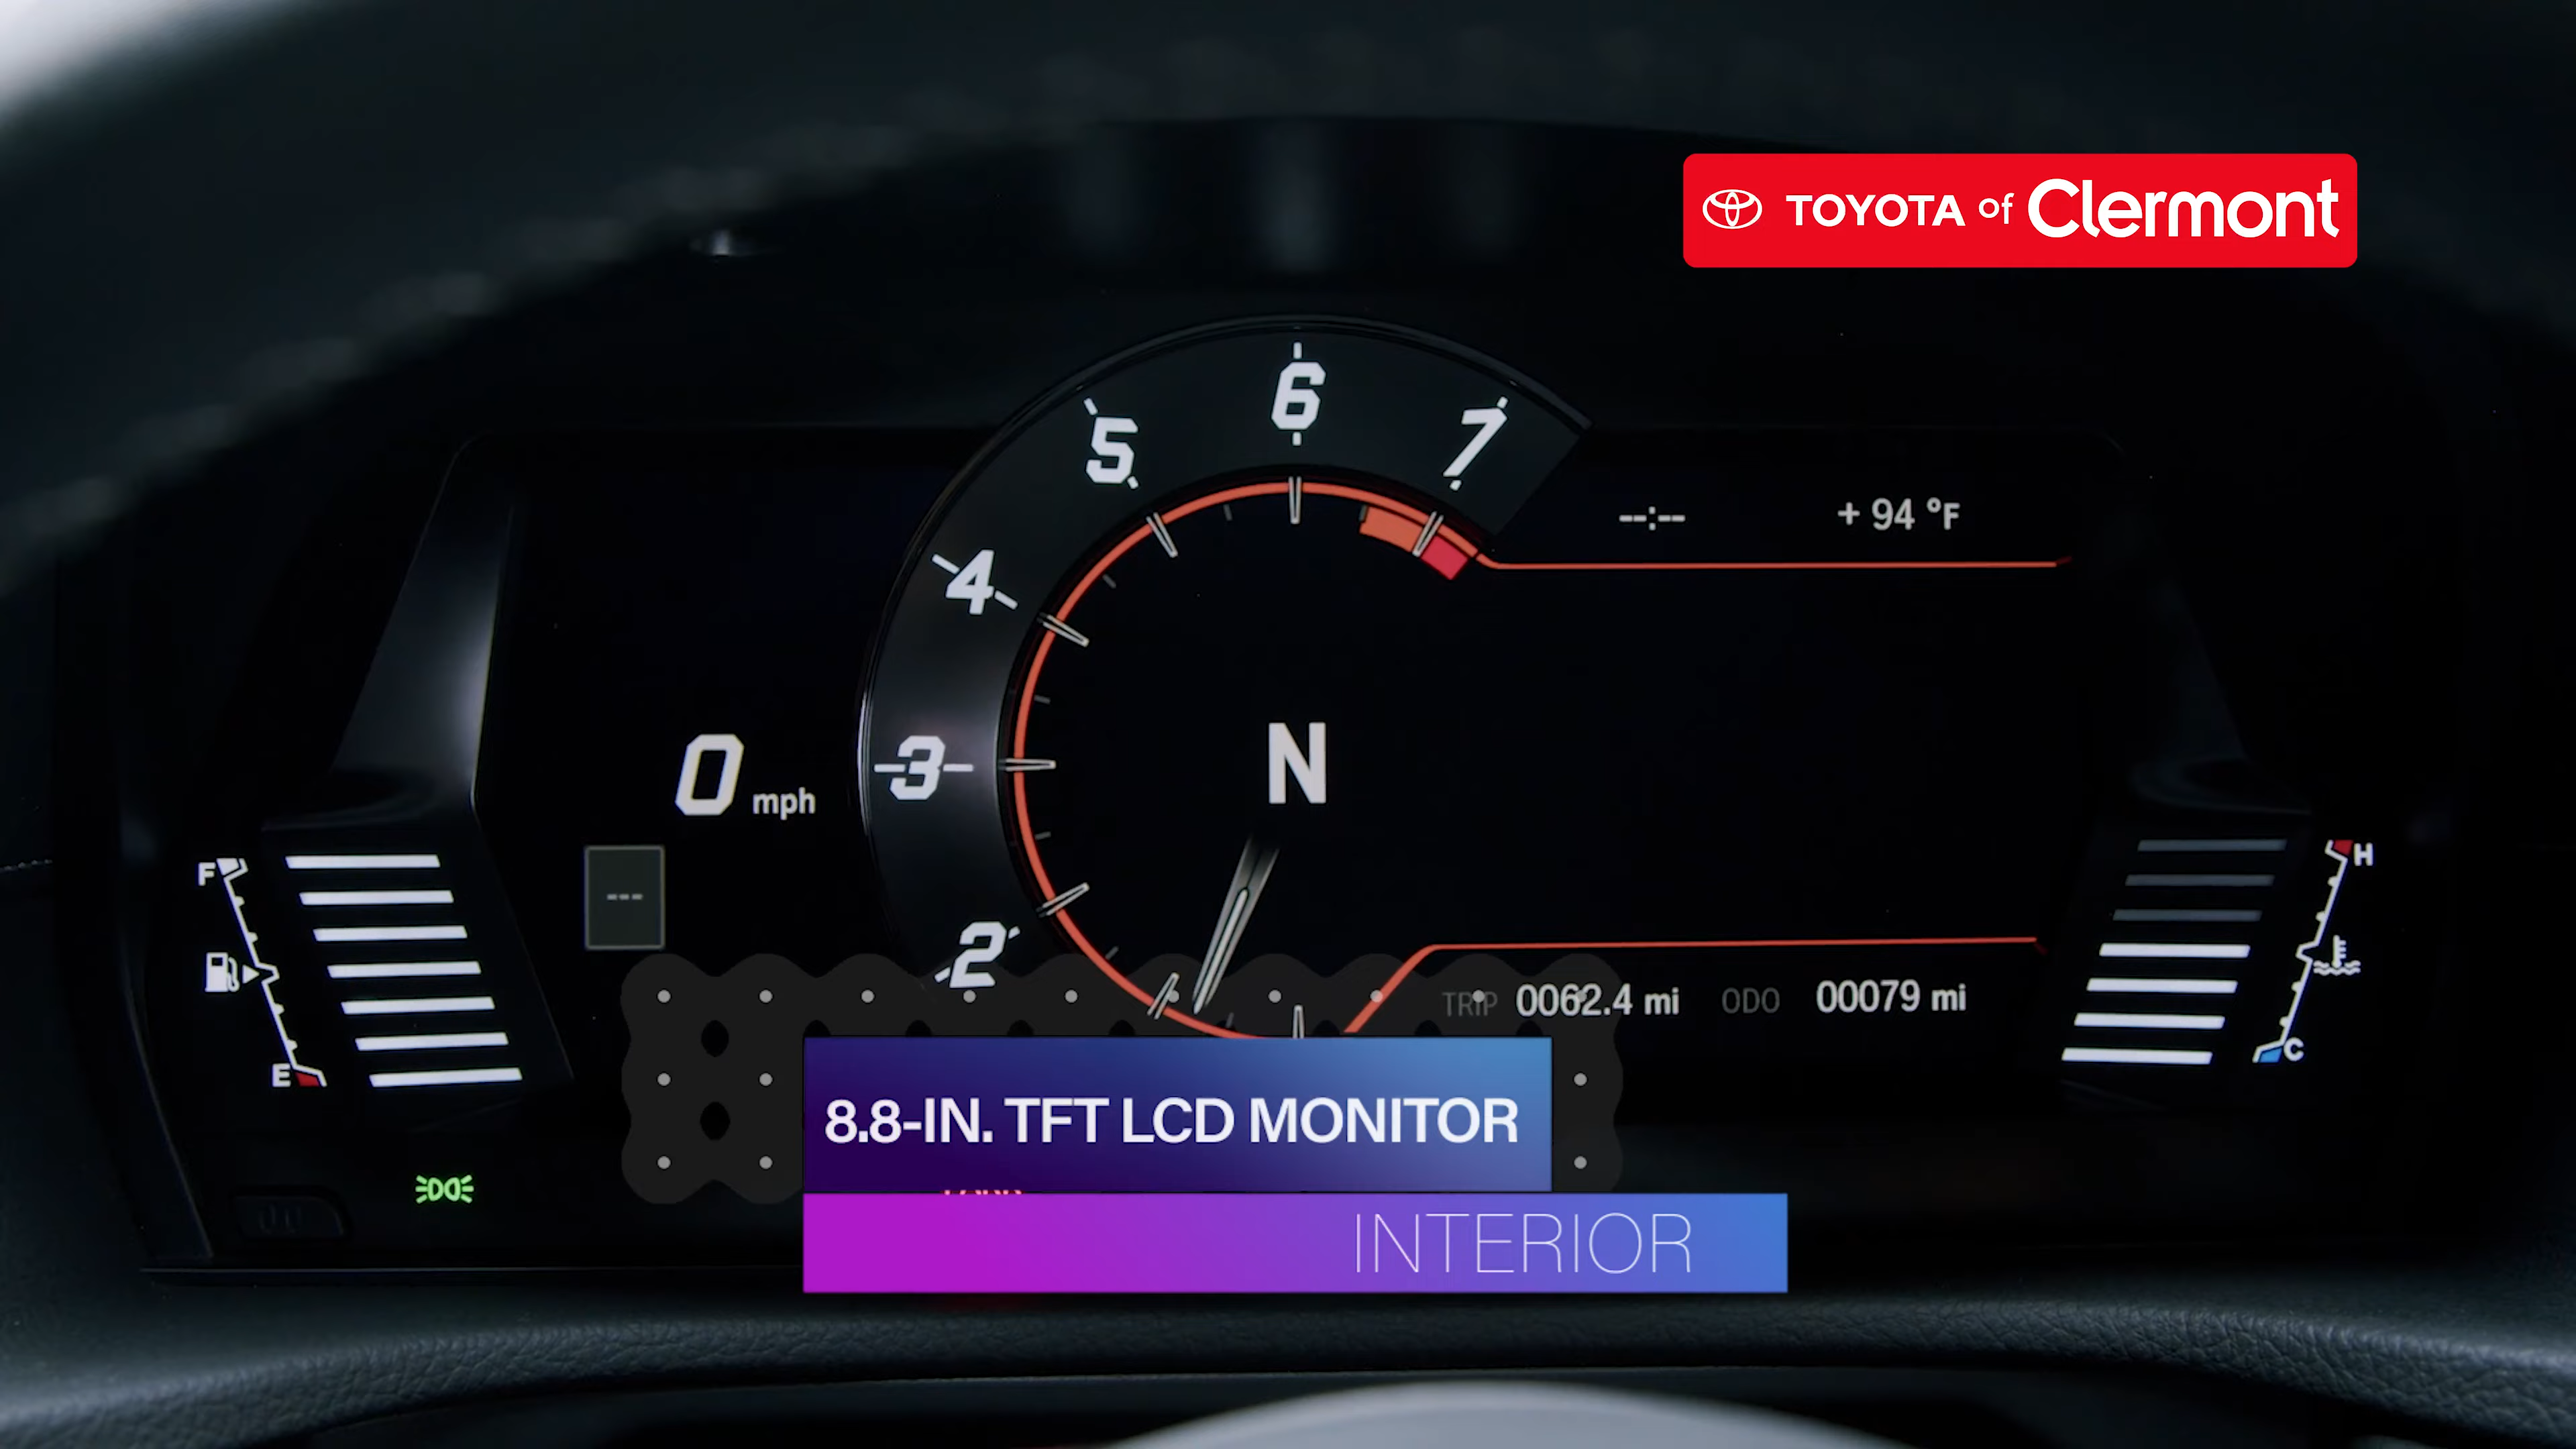 TOYOTA of Clermont
6
5
7
4
--:-- + 94 °F
3
0 mph
N
F
H
---
2
TRIP 0062.4 mi ODO 00079 mi
E
C
8.8-IN. TFT LCD MONITOR
INTERIOR